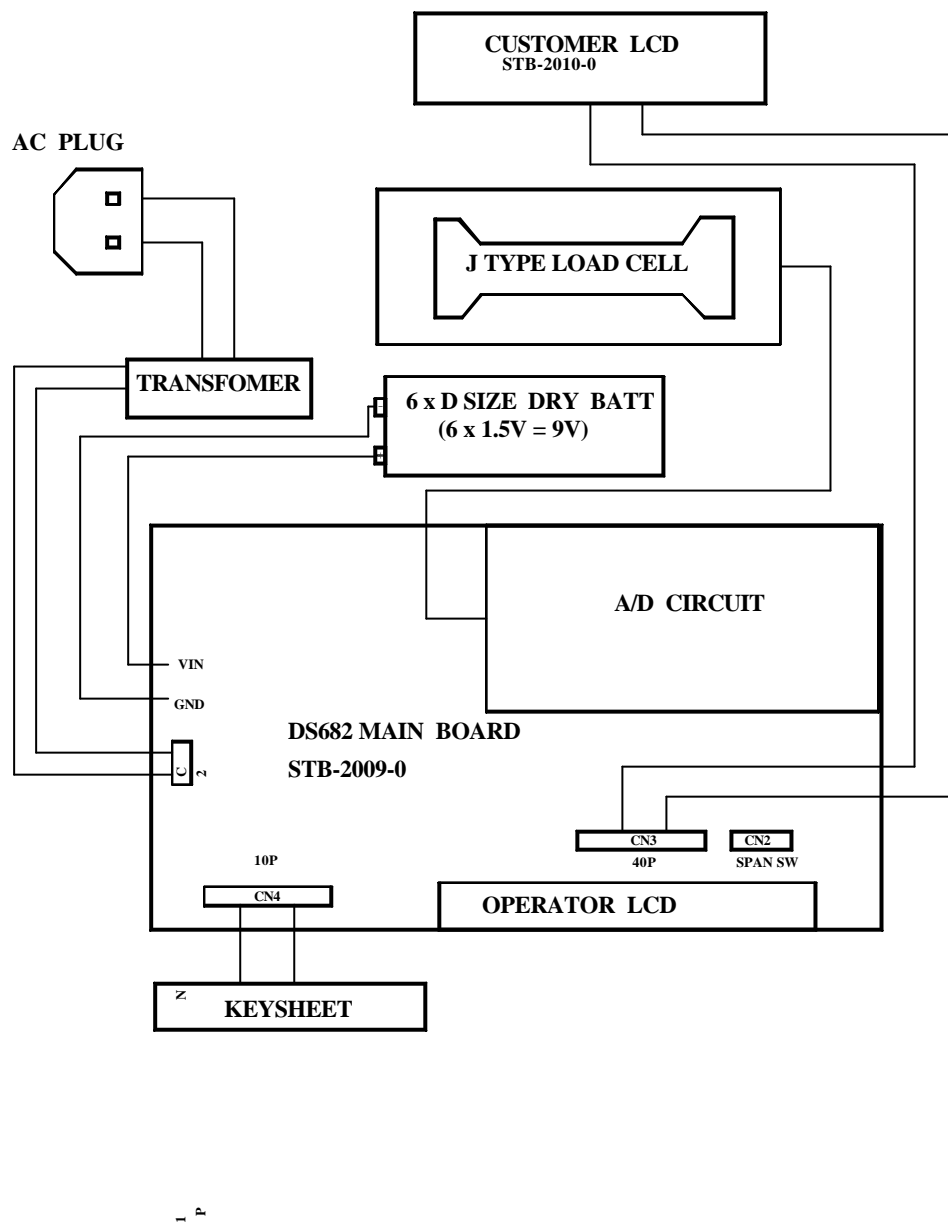 CUSTOMER LCD
STB-2010-0
AC PLUG
J TYPE LOAD CELL
TRANSFOMER
6 x D SIZE DRY BATT
(6 x 1.5V = 9V)
A/D CIRCUIT
VIN
GND
DS682 MAIN BOARD
STB-2009-0
C
2
CN3
CN2
40P
SPAN SW
10P
CN4
OPERATOR LCD
N
KEYSHEET
1
P